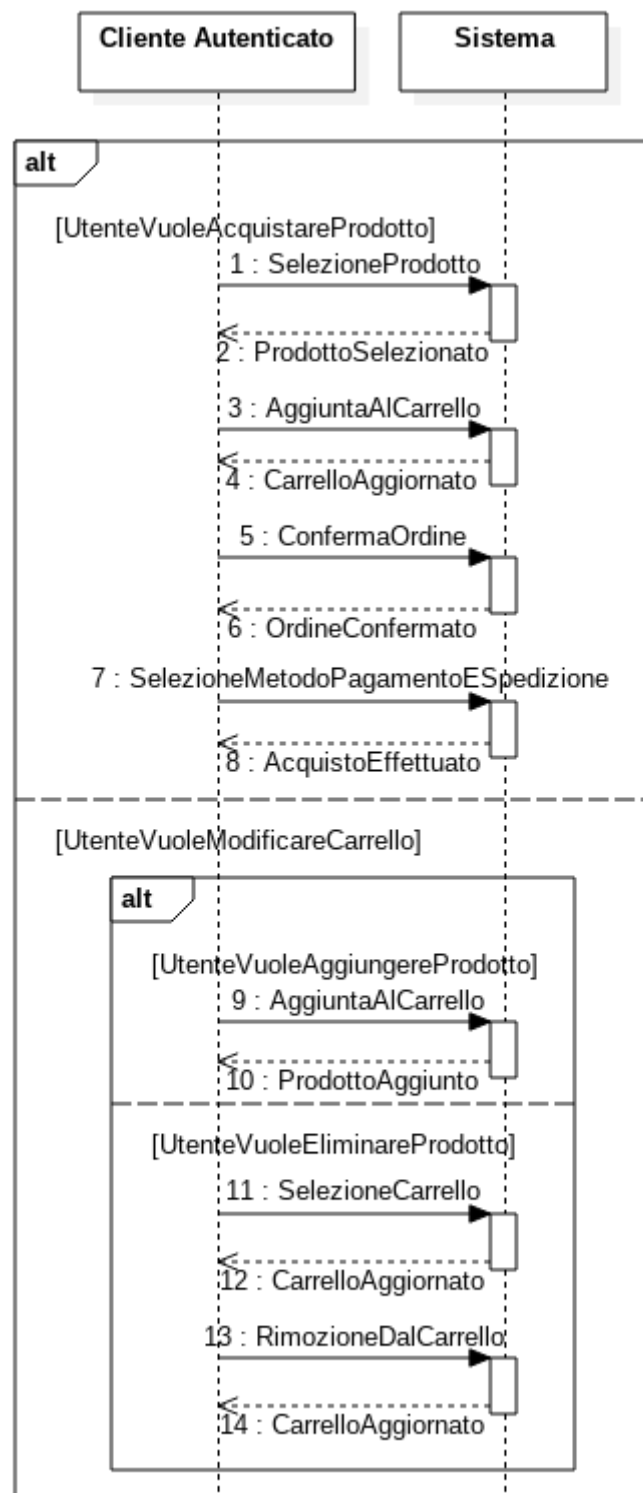 Cliente Autenticato
Sistema
alt
[UtenteVuoleAcquistareProdotto]
1 : SelezioneProdotto
2 : ProdottoSelezionato
3 : AggiuntaAlCarrello
4 : CarrelloAggiornato
5 : ConfermaOrdine
6 : OrdineConfermato
7 : SelezioneMetodoPagamentoESpedizione
8 : AcquistoEffettuato
[UtenteVuoleModificareCarrello]
alt
[UtenteVuoleAggiungereProdotto]
9 : AggiuntaAlCarrello
10 : ProdottoAggiunto
[UtenteVuoleEliminareProdotto]
11 : SelezioneCarrello
12 : CarrelloAggiornato
13 : RimozioneDalCarrello
14 : CarrelloAggiornato